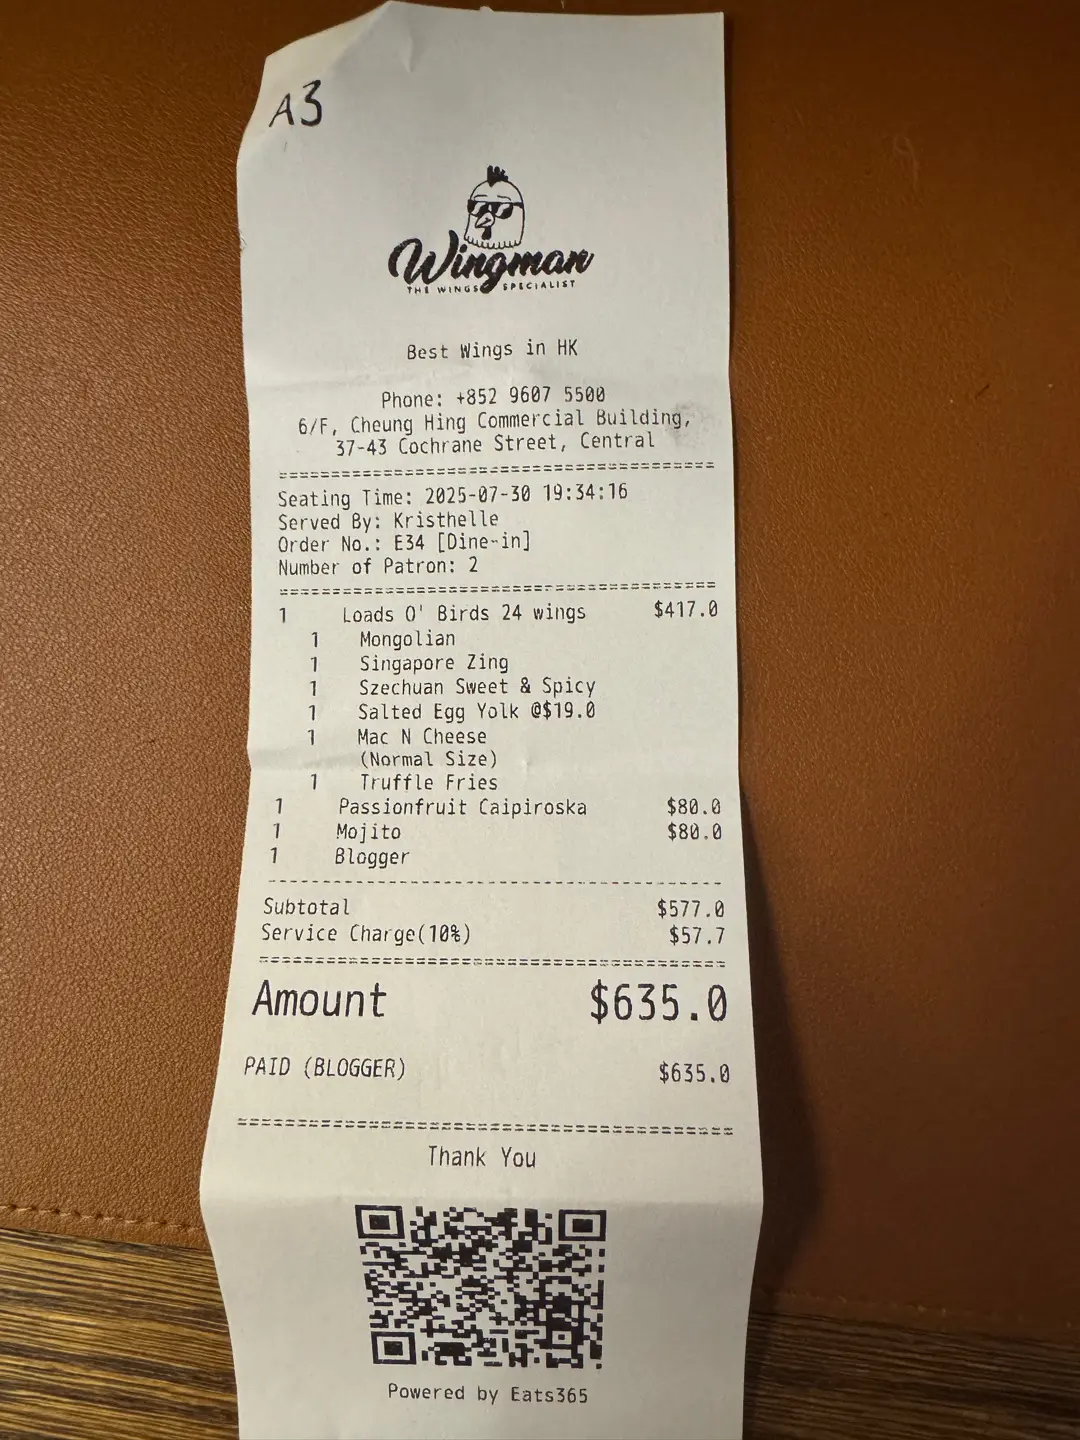 A3
Wingman
THE WINGS SPECIALIST
Best Wings in HK
Phone: +852 9607 5500
6/F, Cheung Hing Commercial Building,
37-43 Cochrane Street, Central
Seating Time: 2025-07-30 19:34:16
Served By: Kristhelle
Order No.: E34 [Dine-in]
Number of Patron: 2
1 Loads O' Birds 24 wings $417.0
1 Mongolian
1 Singapore Zing
1 Szechuan Sweet & Spicy
1 Salted Egg Yolk @$19.0
1 Mac N Cheese
(Normal Size)
1 Truffle Fries
1 Passionfruit Caipiroska $80.0
1 Mojito $80.0
1 Blogger
Subtotal $577.0
Service Charge(10%) $57.7
Amount $635.0
PAID (BLOGGER) $635.0
Thank You
Powered by Eats365